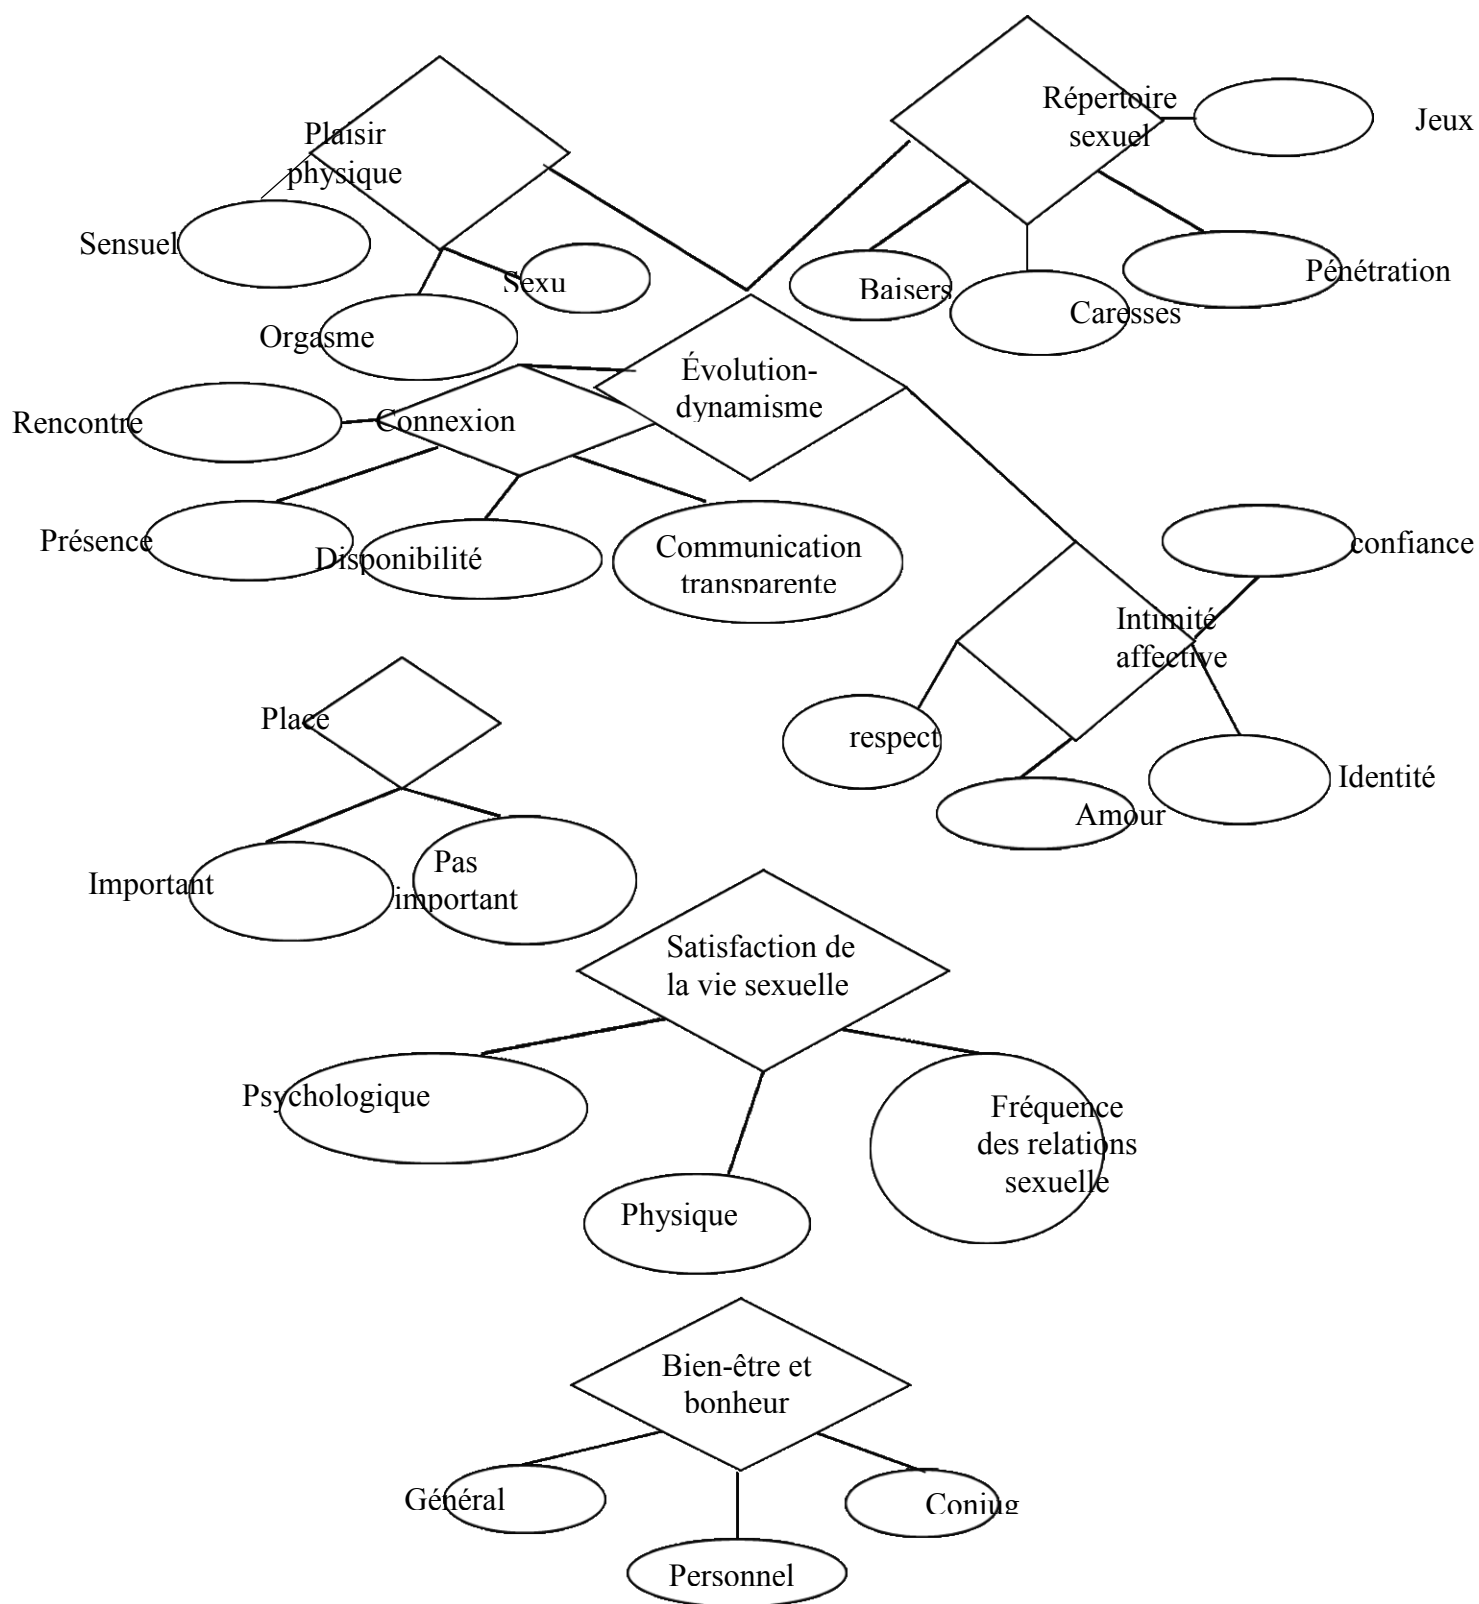 Répertoire
sexuel
Jeux
Plaisir
physique
Sensuel
Sexu
Baisers
Caresses
Pénétration
Orgasme
Évolution-
dynamisme
Rencontre
Connexion
Présence
Disponibilité
Communication
transparente
confiance
Intimité
affective
Place
respect
Identité
Amour
Important
Pas
important
Satisfaction de
la vie sexuelle
Psychologique
Fréquence
des relations
sexuelle
Physique
Bien-être et
bonheur
Général
Conjug
Personnel